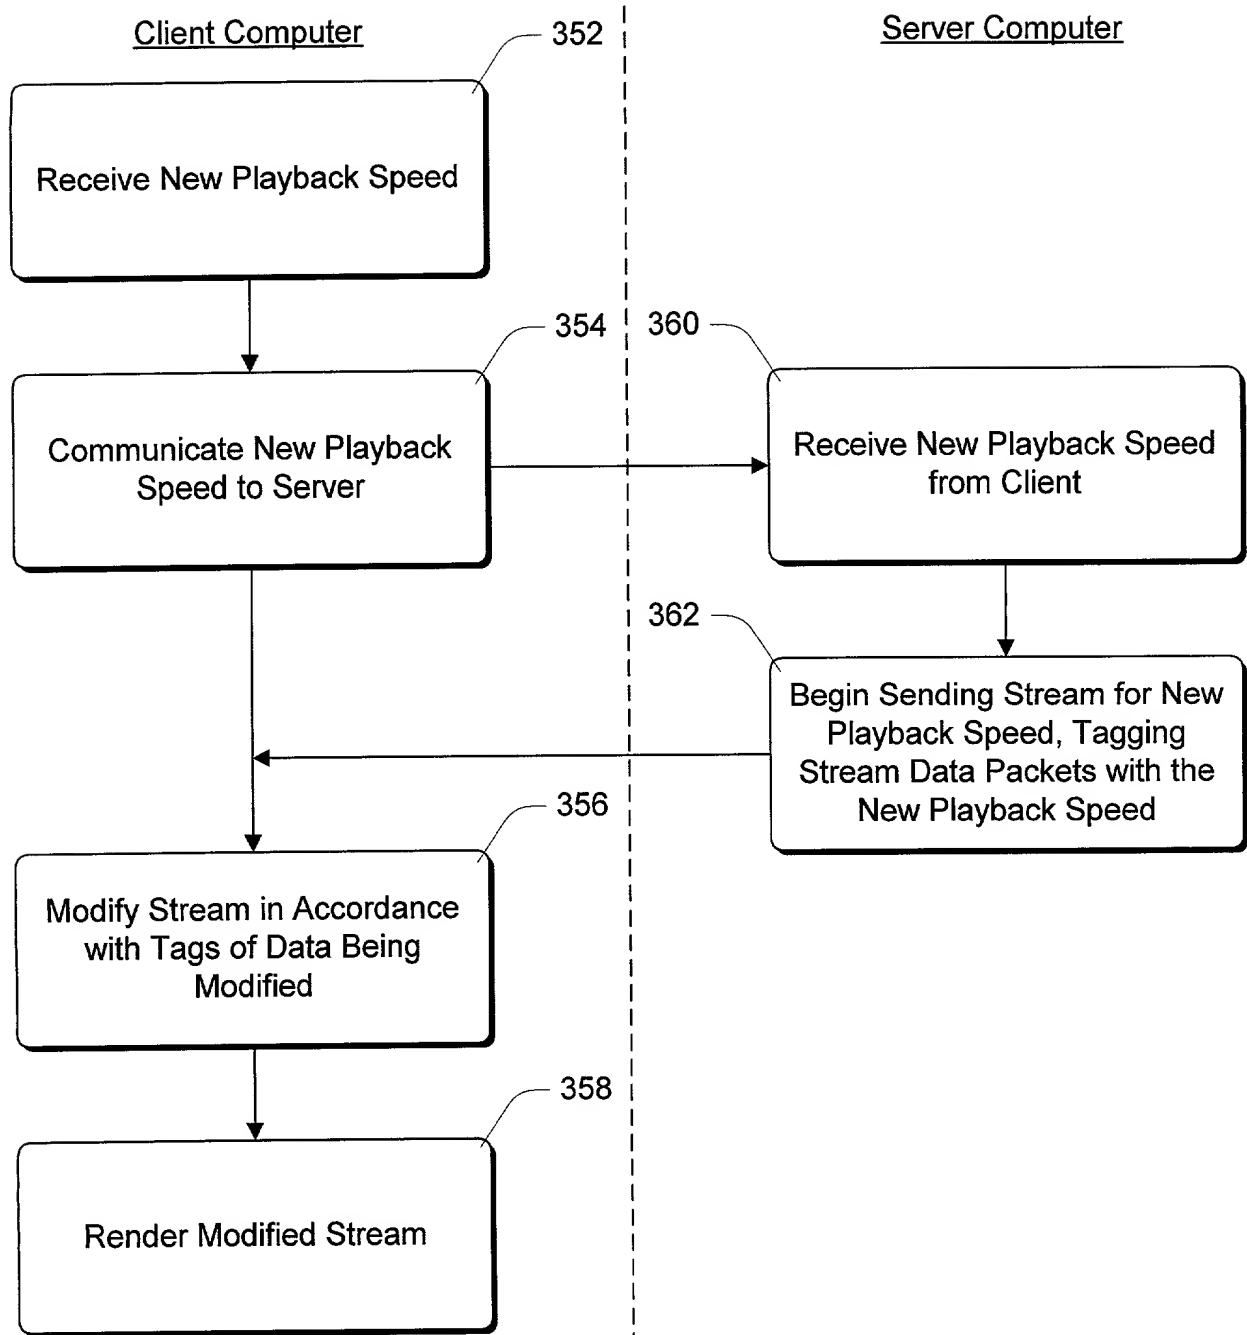 Client Computer
Server Computer
352
Receive New Playback Speed
354
360
Communicate New Playback
Speed to Server
Receive New Playback Speed
from Client
362
Begin Sending Stream for New
Playback Speed, Tagging
Stream Data Packets with the
New Playback Speed
356
Modify Stream in Accordance
with Tags of Data Being
Modified
358
Render Modified Stream